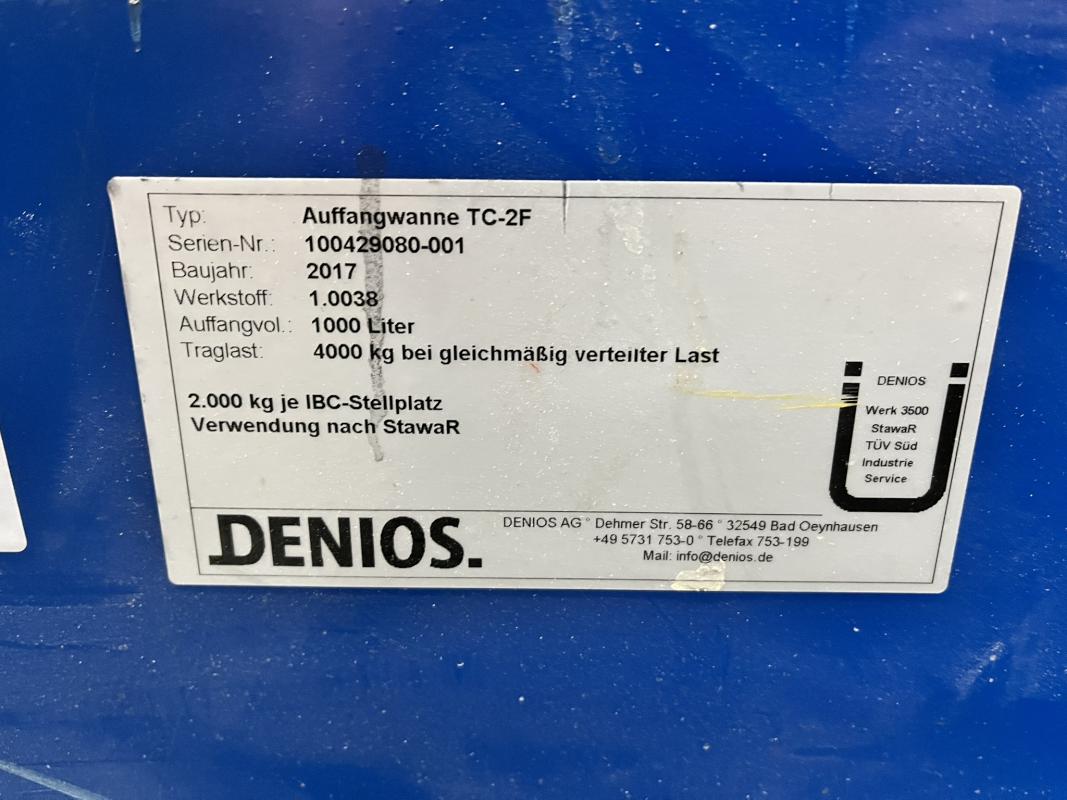 Typ: Auffangwanne TC-2F
Serien-Nr.: 100429080-001
Baujahr: 2017
Werkstoff: 1.0038
Auffangvol.: 1000 Liter
Traglast: 4000 kg bei gleichmäßig verteilter Last
2.000 kg je IBC-Stellplatz
Verwendung nach StawaR
DENIOS
Werk 3500
StawaR
TÜV Süd
Industrie
Service
DENIOS.
DENIOS AG ° Dehmer Str. 58-66 ° 32549 Bad Oeynhausen
+49 5731 753-0 ° Telefax 753-199
Mail: info@denios.de